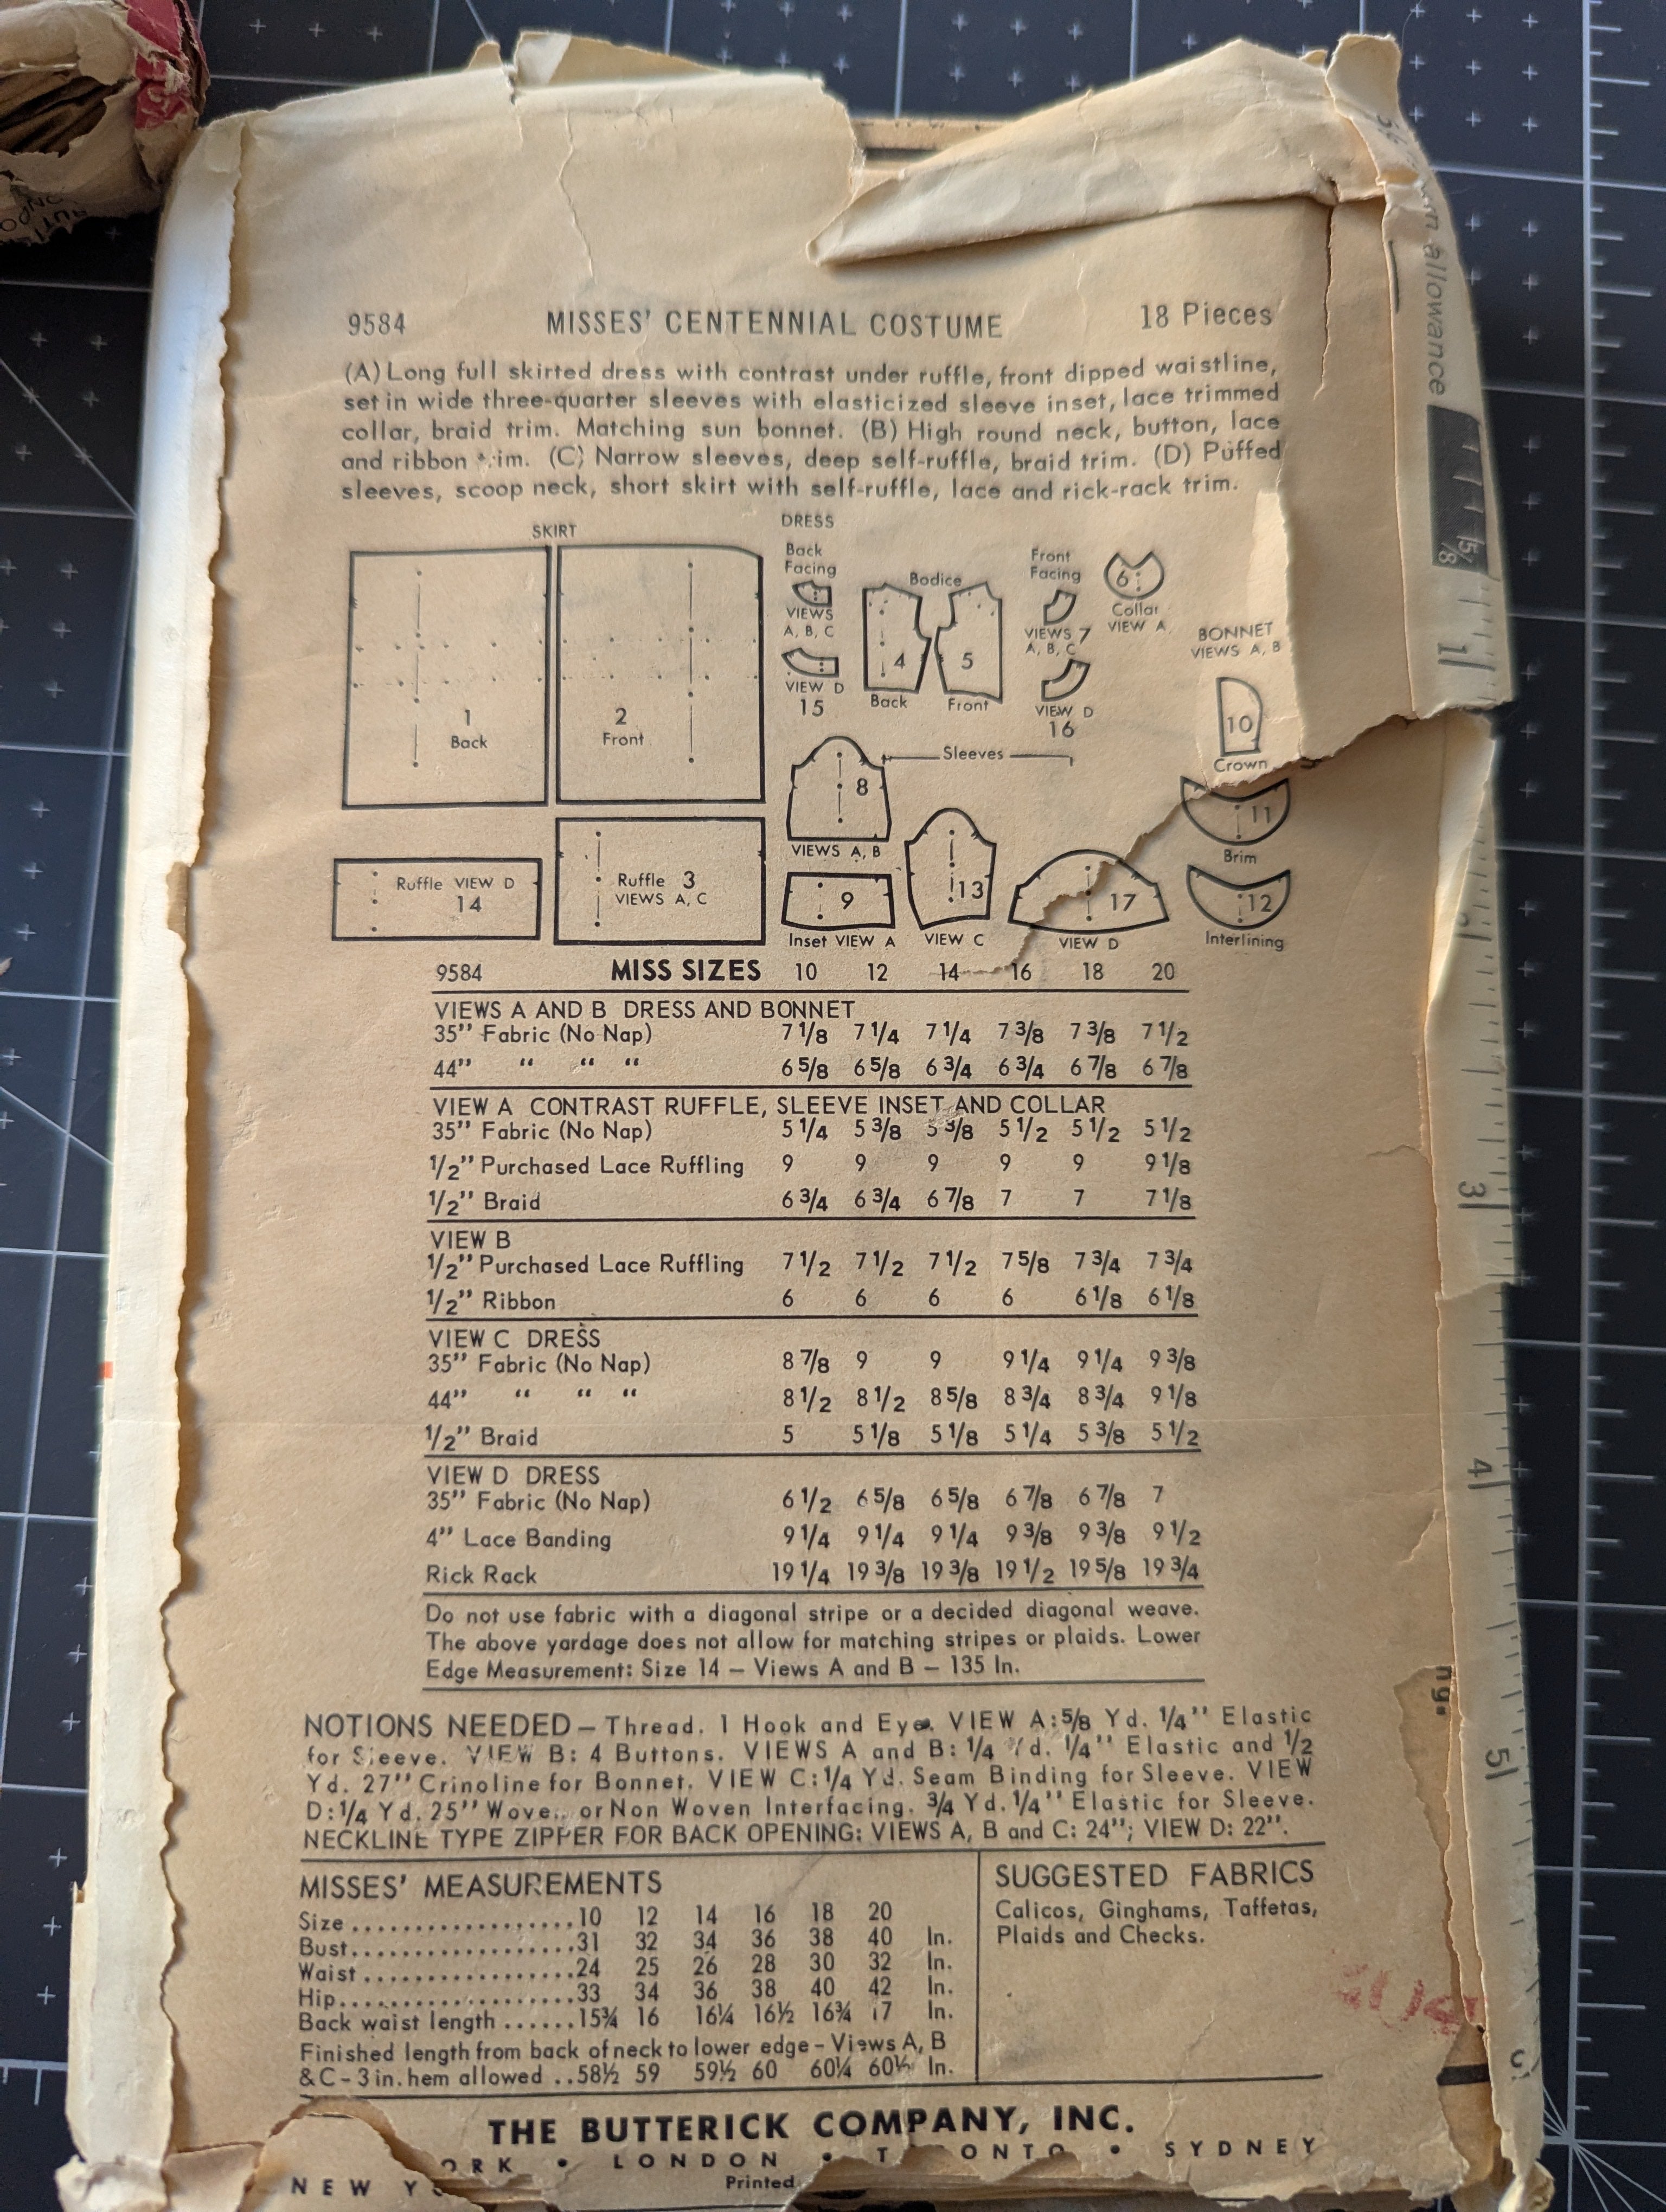 9584 MISSES' CENTENNIAL COSTUME 18 Pieces
(A) Long full skirted dress with contrast under ruffle, front dipped waistline,
set in wide three-quarter sleeves with elasticized sleeve inset, lace trimmed
collar, braid trim. Matching sun bonnet. (B) High round neck, button, lace
and ribbon trim. (C) Narrow sleeves, deep self-ruffle, braid trim. (D) Puffed
sleeves, scoop neck, short skirt with self-ruffle, lace and rick-rack trim.
SKIRT
1
Back
2
Front
Ruffle VIEW D
14
Ruffle 3
VIEWS A, C
DRESS
Back
Facing
VIEWS
A, B, C
VIEW D
15
Bodice
4
Back
5
Front
Front
Facing
VIEWS 7
A, B, C
VIEW D
16
6
Collar
VIEW A
BONNET
VIEWS A, B
10
Crown
11
Brim
12
Interlining
Sleeves
8
VIEWS A, B
9
Inset VIEW A
13
VIEW C
17
VIEW D
9584 MISS SIZES 10 12 14 16 18 20
VIEWS A AND B DRESS AND BONNET
35" Fabric (No Nap) 7 1/8 7 1/4 7 1/4 7 3/8 7 3/8 7 1/2
44" " " " 6 5/8 6 5/8 6 3/4 6 3/4 6 7/8 6 7/8
VIEW A CONTRAST RUFFLE, SLEEVE INSET AND COLLAR
35" Fabric (No Nap) 5 1/4 5 3/8 5 3/8 5 1/2 5 1/2 5 1/2
1/2" Purchased Lace Ruffling 9 9 9 9 9 9 1/8
1/2" Braid 6 3/4 6 3/4 6 7/8 7 7 7 1/8
VIEW B
1/2" Purchased Lace Ruffling 7 1/2 7 1/2 7 1/2 7 5/8 7 3/4 7 3/4
1/2" Ribbon 6 6 6 6 6 1/8 6 1/8
VIEW C DRESS
35" Fabric (No Nap) 8 7/8 9 9 9 1/4 9 1/4 9 3/8
44" " " " 8 1/2 8 1/2 8 5/8 8 3/4 8 3/4 9 1/8
1/2" Braid 5 5 1/8 5 1/8 5 1/4 5 3/8 5 1/2
VIEW D DRESS
35" Fabric (No Nap) 6 1/2 6 5/8 6 5/8 6 7/8 6 7/8 7
4" Lace Banding 9 1/4 9 1/4 9 1/4 9 3/8 9 3/8 9 1/2
Rick Rack 19 1/4 19 3/8 19 3/8 19 1/2 19 5/8 19 3/4
Do not use fabric with a diagonal stripe or a decided diagonal weave.
The above yardage does not allow for matching stripes or plaids. Lower
Edge Measurement: Size 14 – Views A and B – 135 In.
NOTIONS NEEDED – Thread. 1 Hook and Eye. VIEW A: 5/8 Yd. 1/4" Elastic
for Sleeve. VIEW B: 4 Buttons. VIEWS A and B: 1/4 Yd. 1/4" Elastic and 1/2
Yd. 27" Crinoline for Bonnet. VIEW C: 1/4 Yd. Seam Binding for Sleeve. VIEW
D: 1/4 Yd. 25" Woven or Non Woven Interfacing. 3/4 Yd. 1/4" Elastic for Sleeve.
NECKLINE TYPE ZIPPER FOR BACK OPENING: VIEWS A, B and C: 24"; VIEW D: 22".
MISSES' MEASUREMENTS
Size ................... 10 12 14 16 18 20
Bust................... 31 32 34 36 38 40 In.
Waist .................. 24 25 26 28 30 32 In.
Hip.................... 33 34 36 38 40 42 In.
Back waist length ...... 15¾ 16 16¼ 16½ 16¾ 17 In.
Finished length from back of neck to lower edge – Views A, B
& C – 3 in. hem allowed .. 58½ 59 59½ 60 60¼ 60½ In.
SUGGESTED FABRICS
Calicos, Ginghams, Taffetas,
Plaids and Checks.
THE BUTTERICK COMPANY, INC.
NEW YORK • LONDON • TORONTO • SYDNEY
Printed
allowance
5/8
1
3
4
5